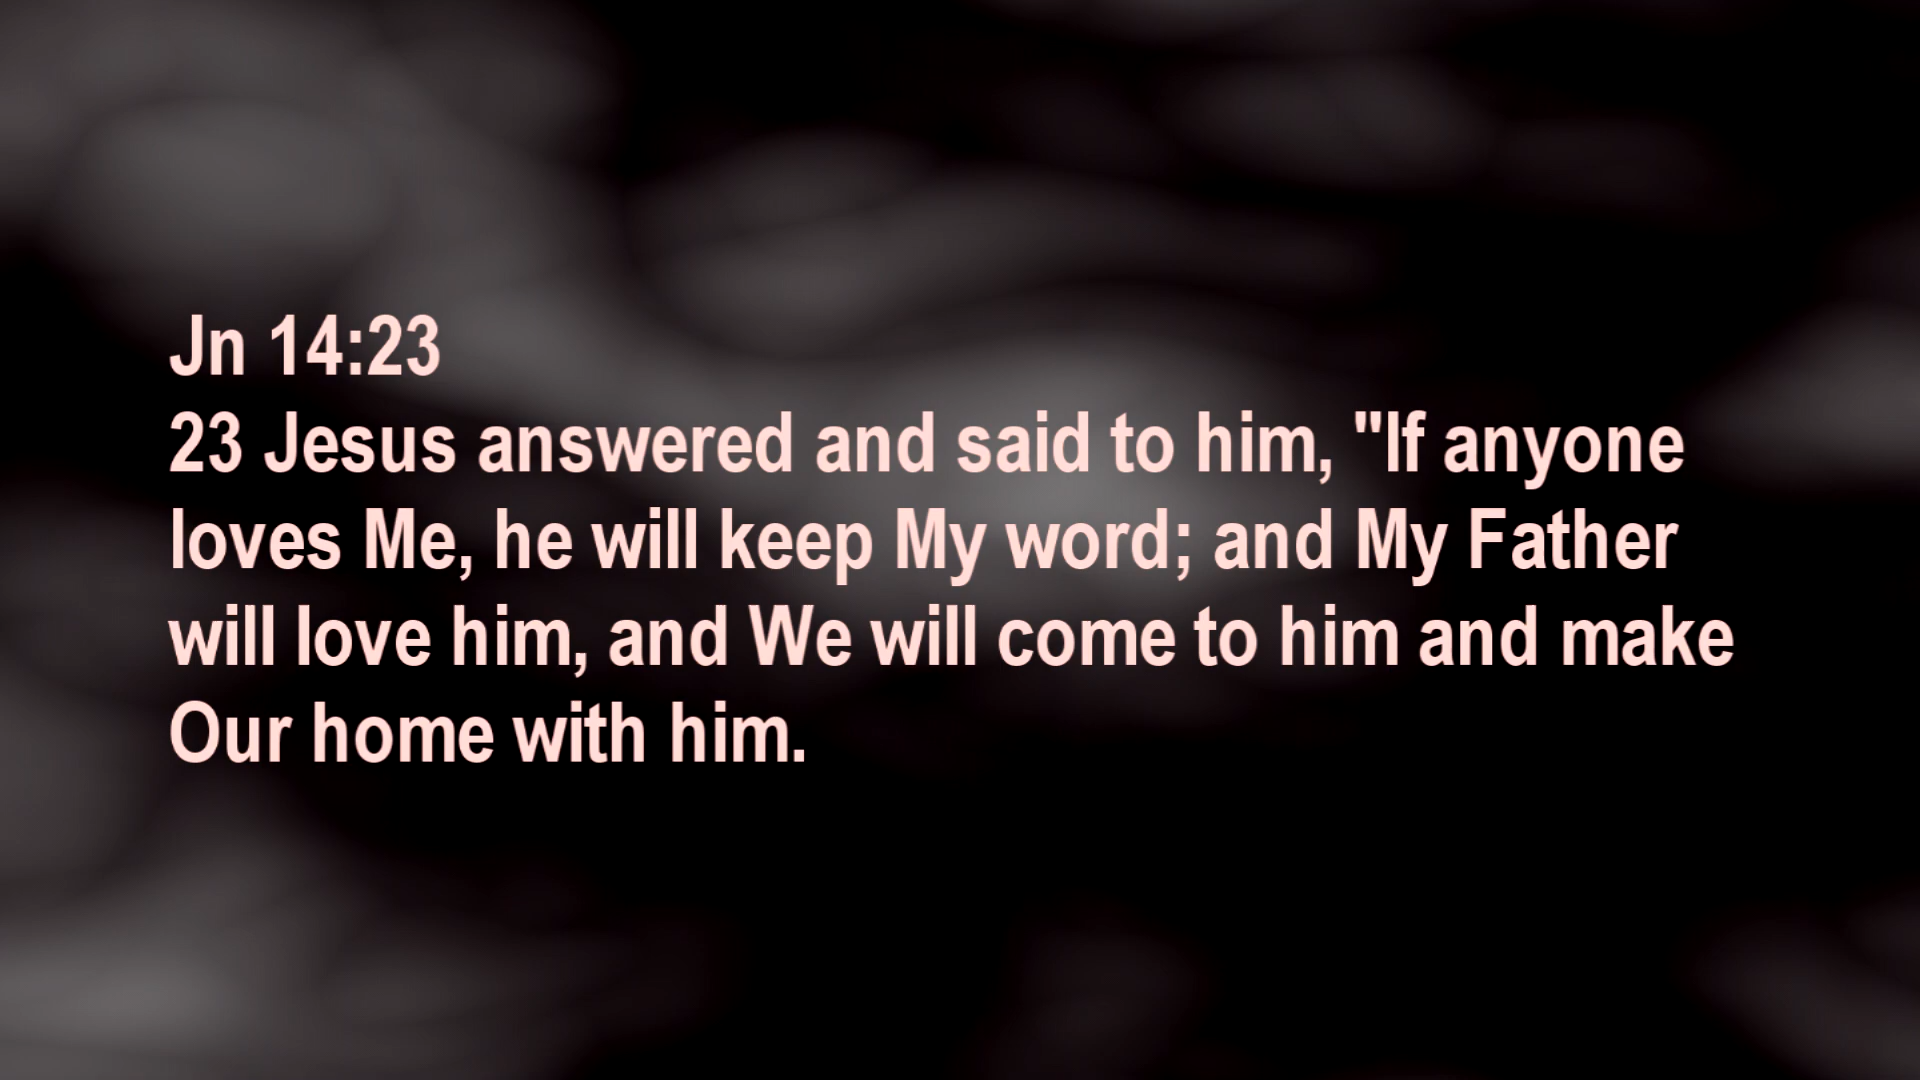 Jn 14:23
23 Jesus answered and said to him, "If anyone
loves Me, he will keep My word; and My Father
will love him, and We will come to him and make
Our home with him.